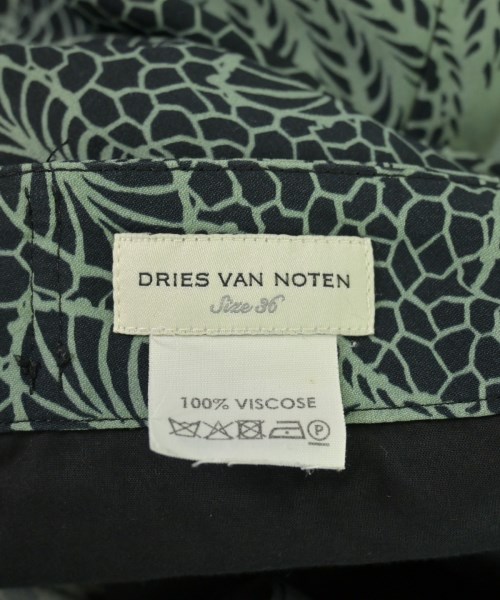 DRIES VAN NOTEN
Size 36
100% VISCOSE
P